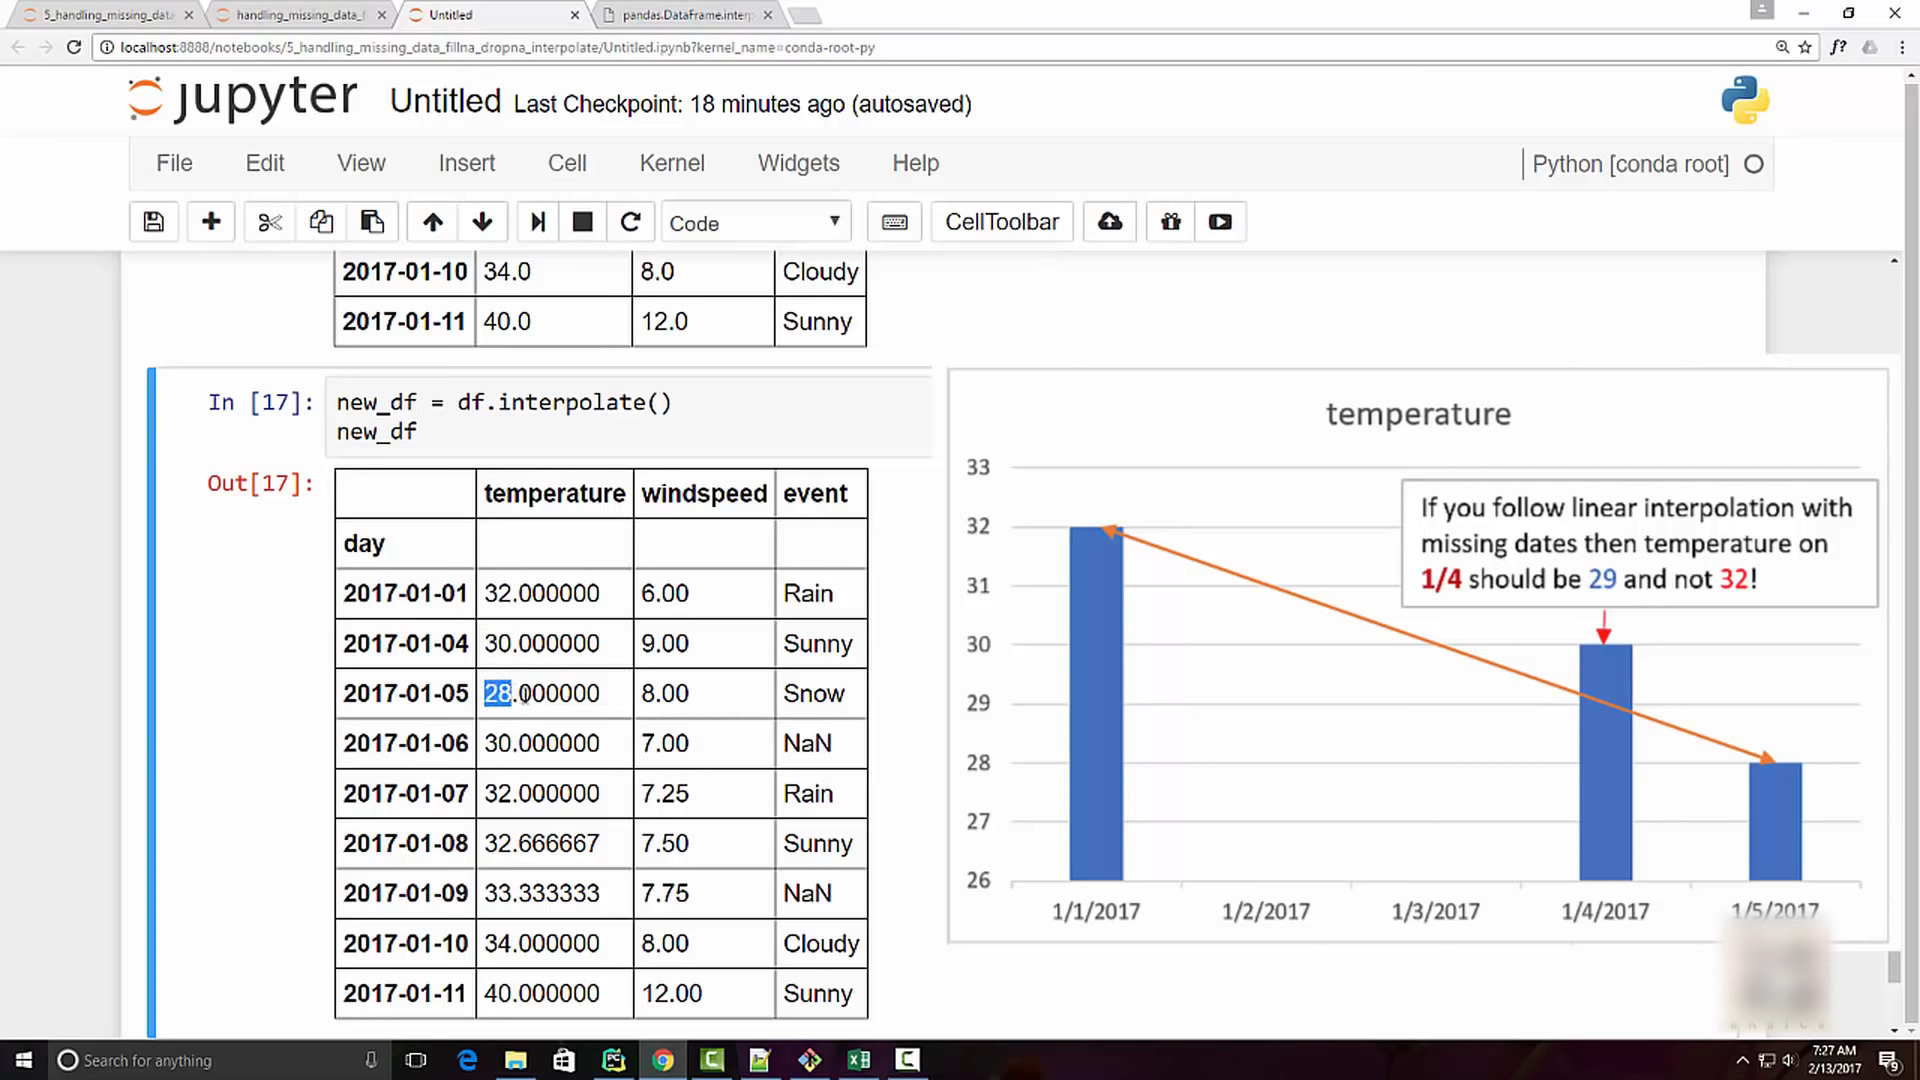 5_handling_missing_data_
handling_missing_data_f
Untitled
pandas.DataFrame.interp
localhost:8888/notebooks/5_handling_missing_data_fillna_dropna_interpolate/Untitled.ipynb?kernel_name=conda-root-py
f?
jupyter Untitled Last Checkpoint: 18 minutes ago (autosaved)
File Edit View Insert Cell Kernel Widgets Help Python [conda root]
Code CellToolbar
2017-01-10 34.0 8.0 Cloudy
2017-01-11 40.0 12.0 Sunny
In [17]: new_df = df.interpolate()
new_df
Out[17]:
temperature windspeed event
day
2017-01-01 32.000000 6.00 Rain
2017-01-04 30.000000 9.00 Sunny
2017-01-05 28.000000 8.00 Snow
2017-01-06 30.000000 7.00 NaN
2017-01-07 32.000000 7.25 Rain
2017-01-08 32.666667 7.50 Sunny
2017-01-09 33.333333 7.75 NaN
2017-01-10 34.000000 8.00 Cloudy
2017-01-11 40.000000 12.00 Sunny
temperature
33
32
31
30
29
28
27
26
If you follow linear interpolation with
missing dates then temperature on
1/4 should be 29 and not 32!
1/1/2017 1/2/2017 1/3/2017 1/4/2017 1/5/2017
Search for anything
7:27 AM
2/13/2017